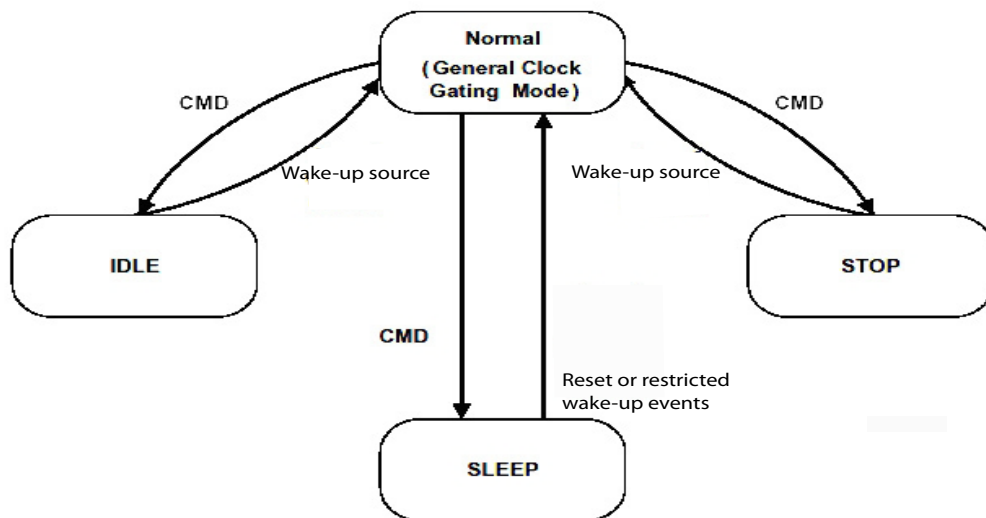 Normal
(General Clock
Gating Mode)
CMD
CMD
Wake-up source
Wake-up source
IDLE
STOP
CMD
Reset or restricted
wake-up events
SLEEP